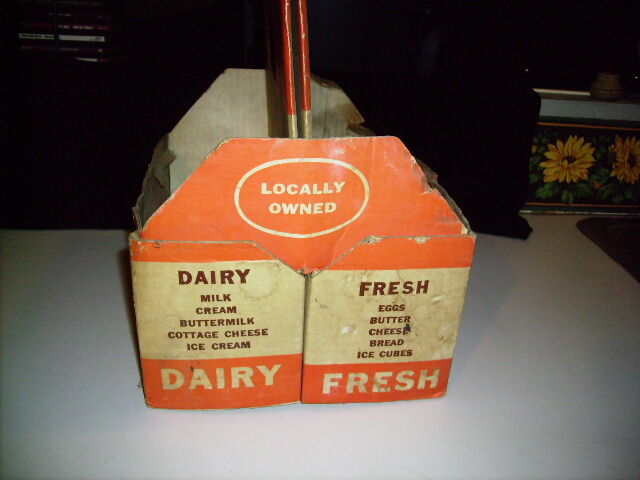 LOCALLY
OWNED
DAIRY
MILK
CREAM
BUTTERMILK
COTTAGE CHEESE
ICE CREAM
DAIRY
FRESH
EGGS
BUTTER
CHEESE
BREAD
ICE CUBES
FRESH